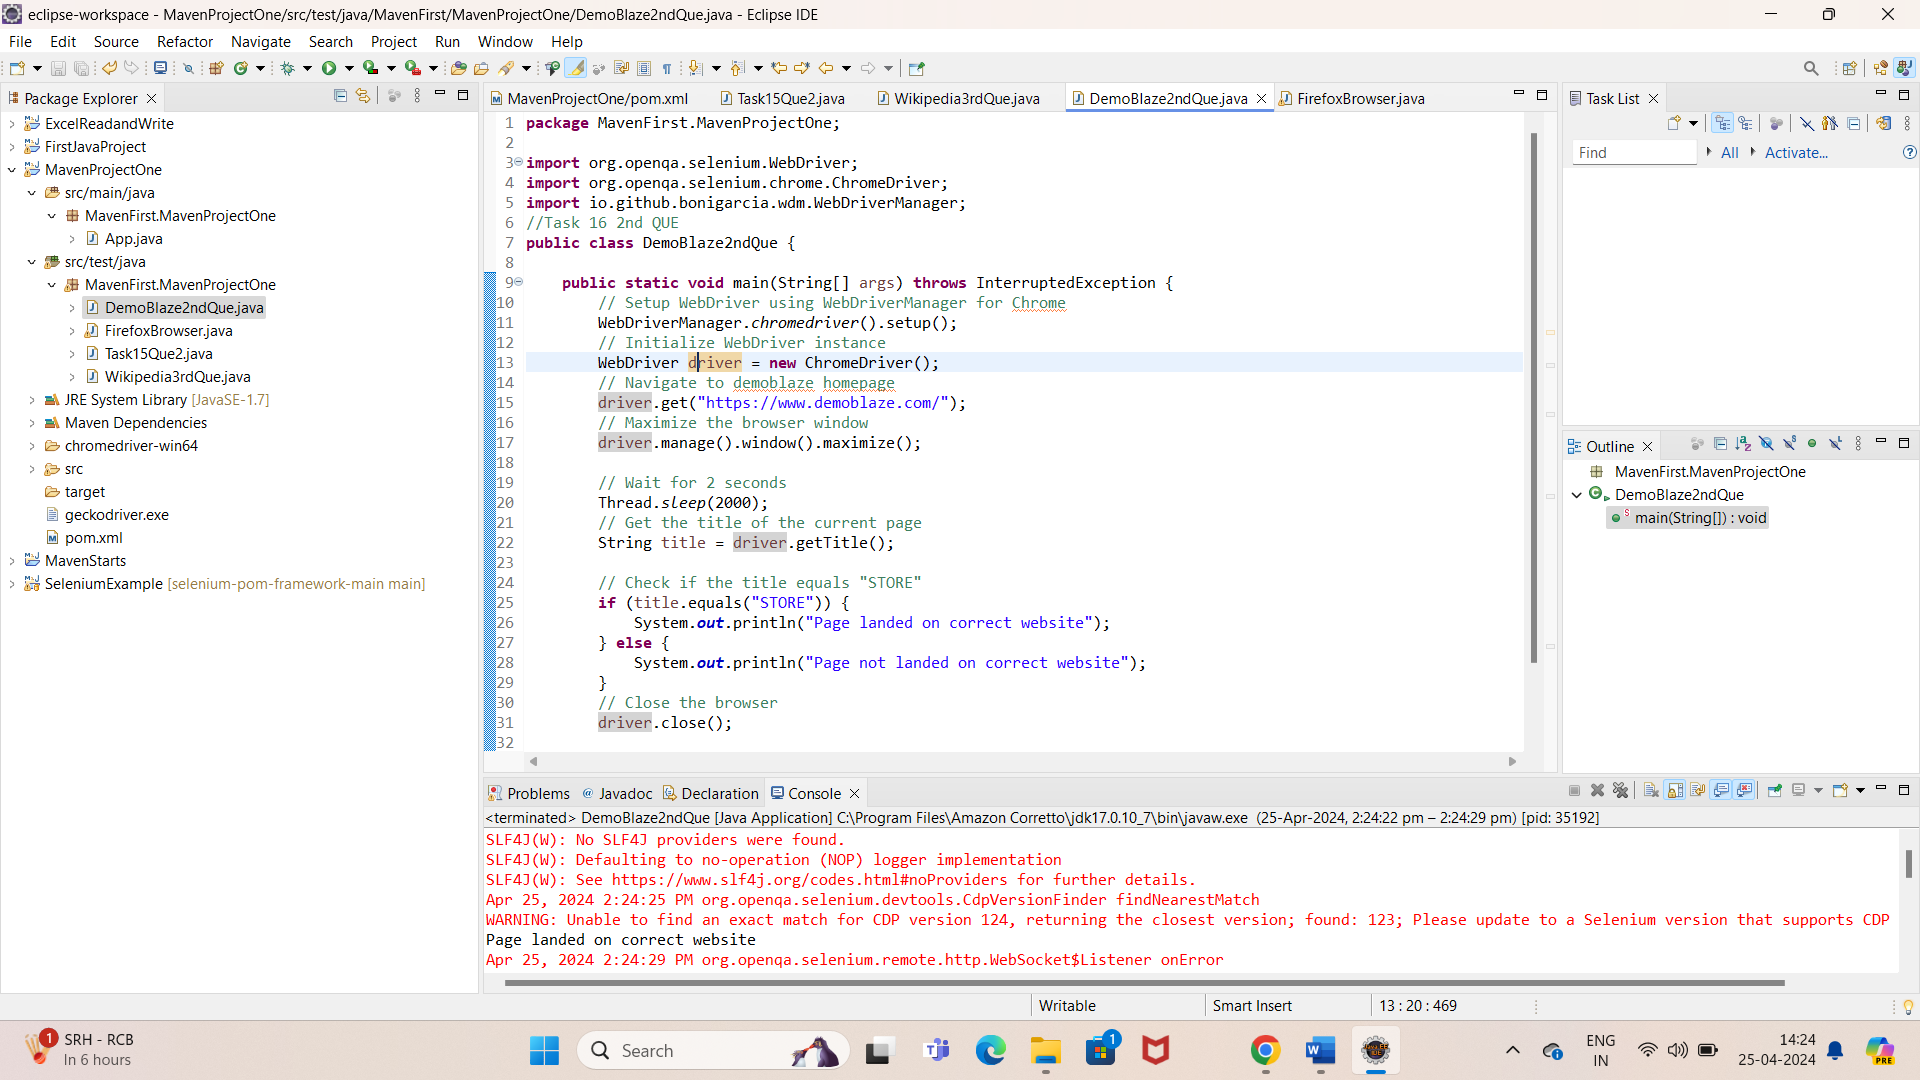 eclipse-workspace - MavenProjectOne/src/test/java/MavenFirst/MavenProjectOne/DemoBlaze2ndQue.java - Eclipse IDE
File Edit Source Refactor Navigate Search Project Run Window Help
Package Explorer
ExcelReadandWrite
FirstJavaProject
MavenProjectOne
src/main/java
MavenFirst.MavenProjectOne
App.java
src/test/java
MavenFirst.MavenProjectOne
DemoBlaze2ndQue.java
FirefoxBrowser.java
Task15Que2.java
Wikipedia3rdQue.java
JRE System Library [JavaSE-1.7]
Maven Dependencies
chromedriver-win64
src
target
geckodriver.exe
pom.xml
MavenStarts
SeleniumExample [selenium-pom-framework-main main]
MavenProjectOne/pom.xml Task15Que2.java Wikipedia3rdQue.java DemoBlaze2ndQue.java FirefoxBrowser.java
1 package MavenFirst.MavenProjectOne;
2
3 import org.openqa.selenium.WebDriver;
4 import org.openqa.selenium.chrome.ChromeDriver;
5 import io.github.bonigarcia.wdm.WebDriverManager;
6 //Task 16 2nd QUE
7 public class DemoBlaze2ndQue {
8
9 public static void main(String[] args) throws InterruptedException {
10 // Setup WebDriver using WebDriverManager for Chrome
11 WebDriverManager.chromedriver().setup();
12 // Initialize WebDriver instance
13 WebDriver driver = new ChromeDriver();
14 // Navigate to demoblaze homepage
15 driver.get("https://www.demoblaze.com/");
16 // Maximize the browser window
17 driver.manage().window().maximize();
18
19 // Wait for 2 seconds
20 Thread.sleep(2000);
21 // Get the title of the current page
22 String title = driver.getTitle();
23
24 // Check if the title equals "STORE"
25 if (title.equals("STORE")) {
26 System.out.println("Page landed on correct website");
27 } else {
28 System.out.println("Page not landed on correct website");
29 }
30 // Close the browser
31 driver.close();
32
Task List
Find All Activate...
Outline
MavenFirst.MavenProjectOne
DemoBlaze2ndQue
main(String[]) : void
Problems Javadoc Declaration Console
<terminated> DemoBlaze2ndQue [Java Application] C:\Program Files\Amazon Corretto\jdk17.0.10_7\bin\javaw.exe (25-Apr-2024, 2:24:22 pm – 2:24:29 pm) [pid: 35192]
SLF4J(W): No SLF4J providers were found.
SLF4J(W): Defaulting to no-operation (NOP) logger implementation
SLF4J(W): See https://www.slf4j.org/codes.html#noProviders for further details.
Apr 25, 2024 2:24:25 PM org.openqa.selenium.devtools.CdpVersionFinder findNearestMatch
WARNING: Unable to find an exact match for CDP version 124, returning the closest version; found: 123; Please update to a Selenium version that supports CDP
Page landed on correct website
Apr 25, 2024 2:24:29 PM org.openqa.selenium.remote.http.WebSocket$Listener onError
Writable Smart Insert 13 : 20 : 469
1 SRH - RCB
In 6 hours
Search
1
ENG
IN
14:24
25-04-2024
PRE